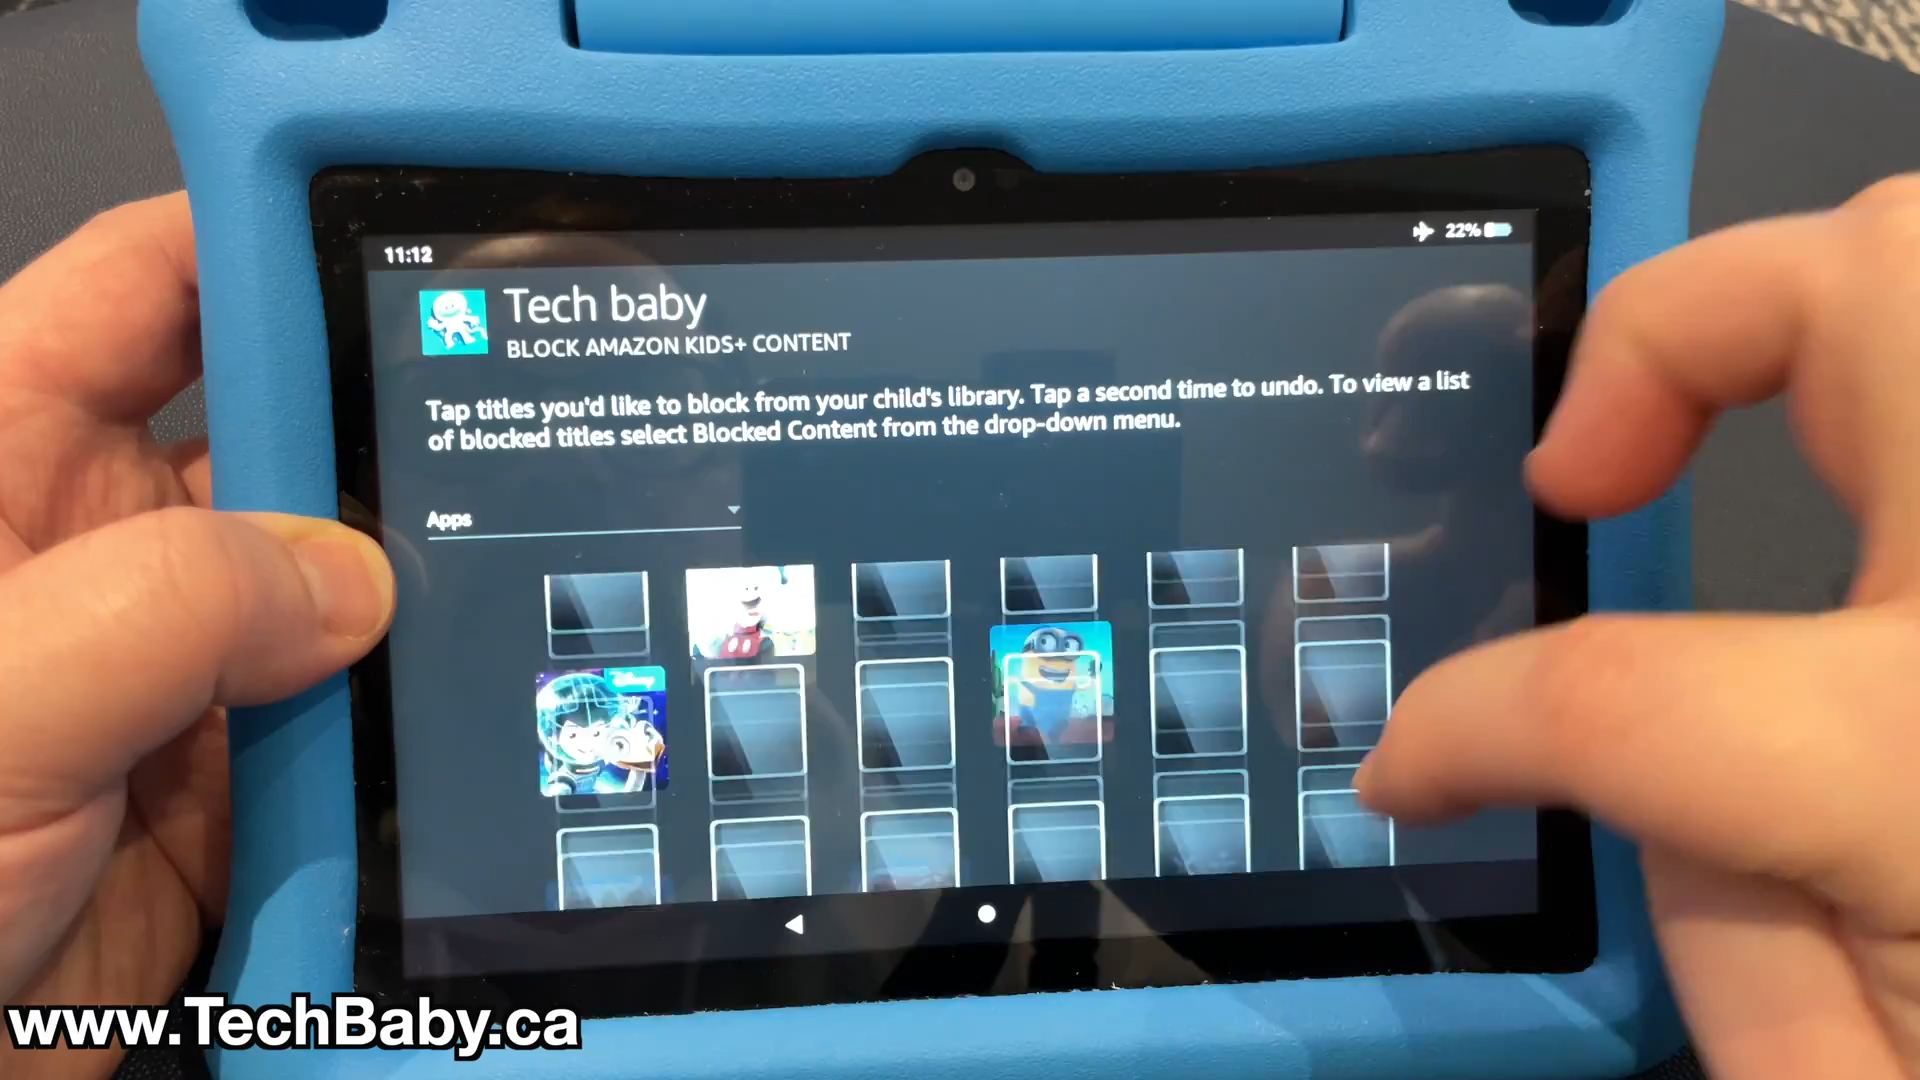 11:12
22%
Tech baby
BLOCK AMAZON KIDS+ CONTENT
Tap titles you'd like to block from your child's library. Tap a second time to undo. To view a list
of blocked titles select Blocked Content from the drop-down menu.
Apps
Disney
www.TechBaby.ca